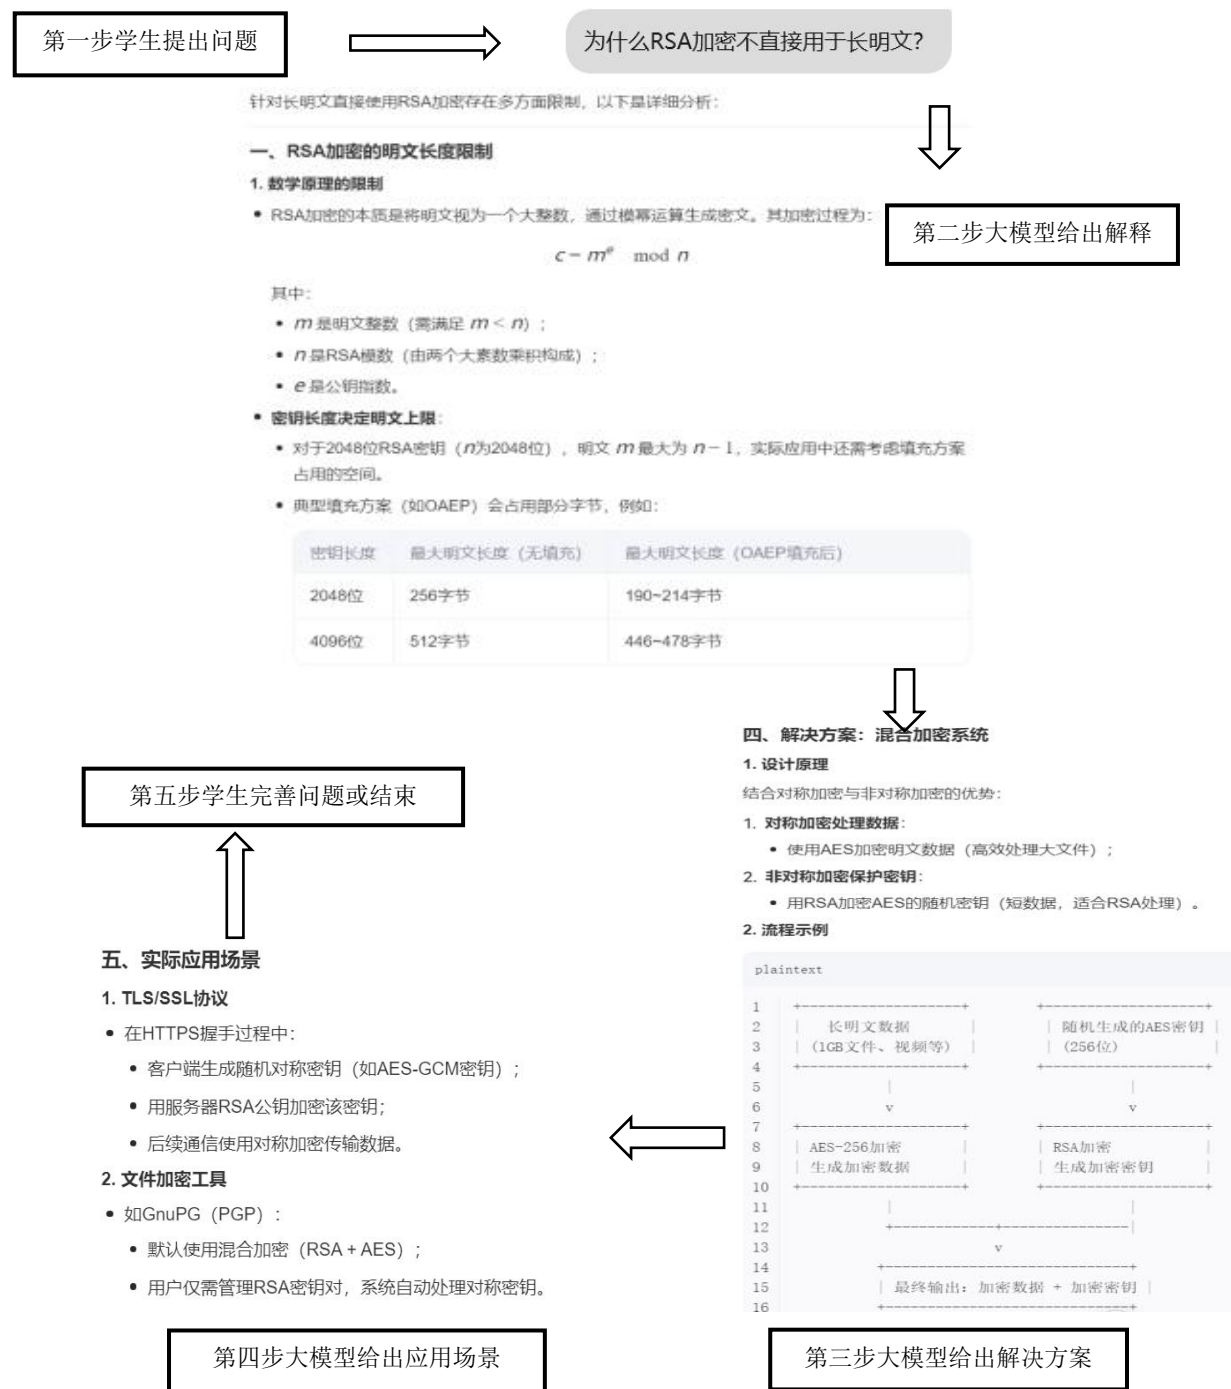 第一步学生提出问题
为什么RSA加密不直接用于长明文？
针对长明文直接使用RSA加密存在多方面限制，以下是详细分析：
一、RSA加密的明文长度限制
1. 数学原理的限制
• RSA加密的本质是将明文视为一个大整数，通过模幂运算生成密文。其加密过程为：
第二步大模型给出解释
c = m^e mod n
其中：
• m 是明文整数（需满足 m < n）；
• n 是RSA模数（由两个大素数乘积构成）；
• e 是公钥指数。
• 密钥长度决定明文上限：
• 对于2048位RSA密钥（n为2048位），明文 m 最大为 n − 1，实际应用中还需考虑填充方案
占用的空间。
• 典型填充方案（如OAEP）会占用部分字节，例如：
密钥长度 最大明文长度（无填充） 最大明文长度（OAEP填充后）
2048位 256字节 190~214字节
4096位 512字节 446~478字节
四、解决方案：混合加密系统
1. 设计原理
结合对称加密与非对称加密的优势：
1. 对称加密处理数据：
• 使用AES加密明文数据（高效处理大文件）；
2. 非对称加密保护密钥：
• 用RSA加密AES的随机密钥（短数据，适合RSA处理）。
2. 流程示例
plaintext
1 +--------------------+ +--------------------+
2 | 长明文数据 | | 随机生成的AES密钥 |
3 | (1GB文件、视频等) | | (256位) |
4 +--------------------+ +--------------------+
5 | |
6 v v
7 +--------------------+ +--------------------+
8 | AES-256加密 | | RSA加密 |
9 | 生成加密数据 | | 生成加密密钥 |
10 +--------------------+ +--------------------+
11 | |
12 +-------------+----------------|
13 v
14 +------------------------------+
15 | 最终输出：加密数据 + 加密密钥 |
16 +------------------------------+
第三步大模型给出解决方案
第五步学生完善问题或结束
五、实际应用场景
1. TLS/SSL协议
• 在HTTPS握手过程中：
• 客户端生成随机对称密钥（如AES-GCM密钥）；
• 用服务器RSA公钥加密该密钥；
• 后续通信使用对称加密传输数据。
2. 文件加密工具
• 如GnuPG（PGP）：
• 默认使用混合加密（RSA + AES）；
• 用户仅需管理RSA密钥对，系统自动处理对称密钥。
第四步大模型给出应用场景